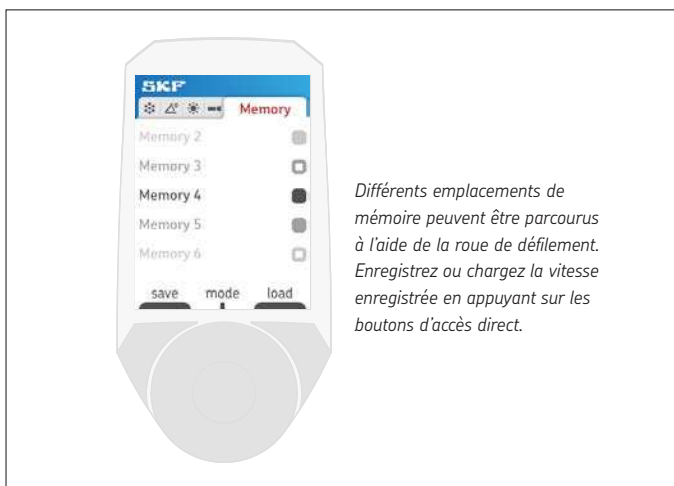 SKF
Memory
Memory 2
Memory 3
Memory 4
Memory 5
Memory 6
save mode load
Différents emplacements de
mémoire peuvent être parcourus
à l’aide de la roue de défilement.
Enregistrez ou chargez la vitesse
enregistrée en appuyant sur les
boutons d’accès direct.